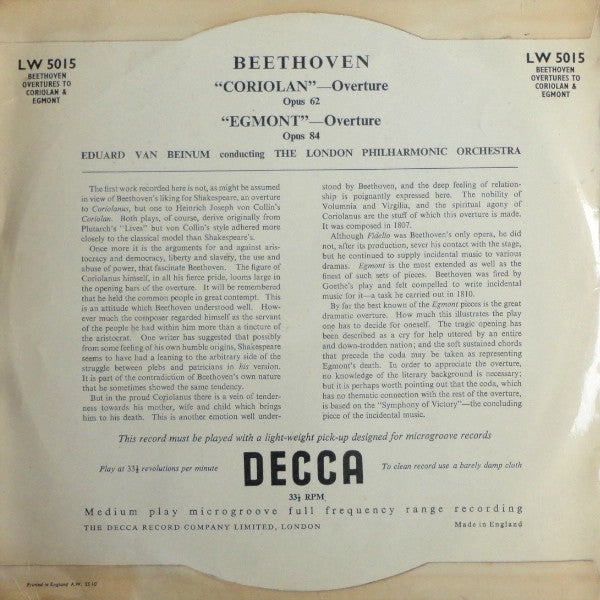 LW 5015
BEETHOVEN
OVERTURES TO
CORIOLAN &
EGMONT
BEETHOVEN
“CORIOLAN”—Overture
Opus 62
“EGMONT”—Overture
Opus 84
LW 5015
BEETHOVEN
OVERTURES TO
CORIOLAN &
EGMONT
EDUARD VAN BEINUM conducting THE LONDON PHILHARMONIC ORCHESTRA
The first work recorded here is not, as might be assumed
in view of Beethoven's liking for Shakespeare, an overture
to Coriolanus, but one to Heinrich Joseph von Collin's
Coriolan. Both plays, of course, derive originally from
Plutarch's "Lives" but von Collin's style adhered more
closely to the classical model than Shakespeare's.
Once more it is the arguments for and against aris-
tocracy and democracy, liberty and slavery, the use and
abuse of power, that fascinate Beethoven. The figure of
Coriolanus himself, in all his fierce pride, looms large in
the opening bars of the overture. It will be remembered
that he held the common people in great contempt. This
is an attitude which Beethoven understood well. How-
ever much the composer regarded himself as the servant
of the people he had within him more than a tincture of
the aristocrat. One writer has suggested that possibly
from some feeling of his own humble origins, Shakespeare
seems to have had a leaning to the arbitrary side of the
struggle between plebs and patricians in his version.
It is part of the contradiction of Beethoven's own nature
that he sometimes showed the same tendency.
But in the proud Coriolanus there is a vein of tender-
ness towards his mother, wife and child which brings
him to his death. This is another emotion well under-
stood by Beethoven, and the deep feeling of relation-
ship is poignantly expressed here. The nobility of
Volumnia and Virgilia, and the spiritual agony of
Coriolanus are the stuff of which this overture is made.
It was composed in 1807.
Although Fidelio was Beethoven's only opera, he did
not, after its production, sever his contact with the stage,
but he continued to supply incidental music to various
dramas. Egmont is the most extended as well as the
finest of such sets of pieces. Beethoven was fired by
Goethe's play and felt compelled to write incidental
music for it—a task he carried out in 1810.
By far the best known of the Egmont pieces is the great
dramatic overture. How much this illustrates the play
one has to decide for oneself. The tragic opening has
been described as a cry for help uttered by an entire
and down-trodden nation; and the soft sustained chords
that precede the coda may be taken as representing
Egmont's death. In order to appreciate the overture,
no knowledge of the literary background is necessary;
but it is perhaps worth pointing out that the coda, which
has no thematic connection with the rest of the overture,
is based on the "Symphony of Victory"—the concluding
piece of the incidental music.
This record must be played with a light-weight pick-up designed for microgroove records
Play at 33⅓ revolutions per minute
DECCA
To clean record use a barely damp cloth
33⅓ RPM
Medium play microgroove full frequency range recording
THE DECCA RECORD COMPANY LIMITED, LONDON
Made in England
Printed in England A.W.